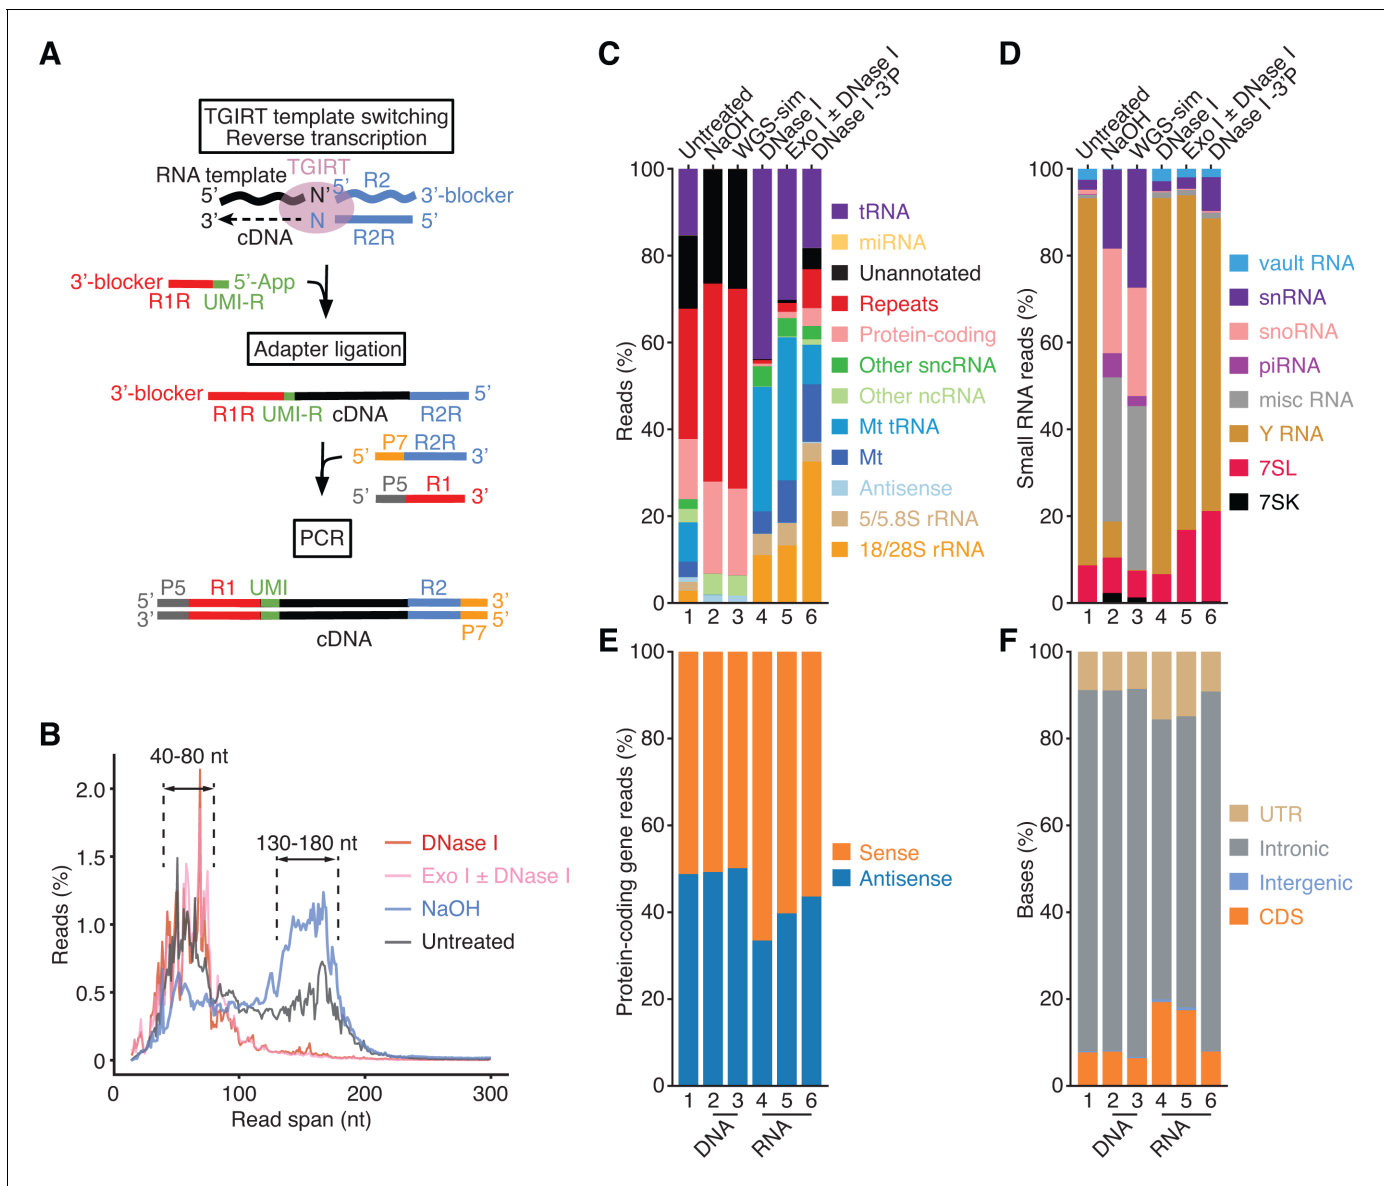 A
TGIRT template switching
Reverse transcription
RNA template
TGIRT
5’
N’
5’
R2
3’-blocker
3’
cDNA
N
R2R
5’
3’-blocker
5’-App
R1R
UMI-R
Adapter ligation
3’-blocker
5’
R1R
UMI-R
cDNA
R2R
P7
R2R
5’
3’
P5
R1
5’
3’
PCR
P5
R1
UMI
R2
5’
3’
3’
5’
cDNA
P7
B
40-80 nt
130-180 nt
DNase I
Exo I ± DNase I
NaOH
Untreated
Reads (%)
2.0
1.5
1.0
0.5
0
0
100
200
300
Read span (nt)
C
Untreated
NaOH
WGS-sim
DNase I
Exo I ± DNase I
DNase I -3’P
Reads (%)
100
80
60
40
20
0
1 2 3 4 5 6
tRNA
miRNA
Unannotated
Repeats
Protein-coding
Other sncRNA
Other ncRNA
Mt tRNA
Mt
Antisense
5/5.8S rRNA
18/28S rRNA
D
Untreated
NaOH
WGS-sim
DNase I
Exo I ± DNase I
DNase I -3’P
Small RNA reads (%)
100
80
60
40
20
0
1 2 3 4 5 6
vault RNA
snRNA
snoRNA
piRNA
misc RNA
Y RNA
7SL
7SK
E
Protein-coding gene reads (%)
100
80
60
40
20
0
1 2 3 4 5 6
DNA
RNA
Sense
Antisense
F
Bases (%)
100
80
60
40
20
0
1 2 3 4 5 6
DNA
RNA
UTR
Intronic
Intergenic
CDS